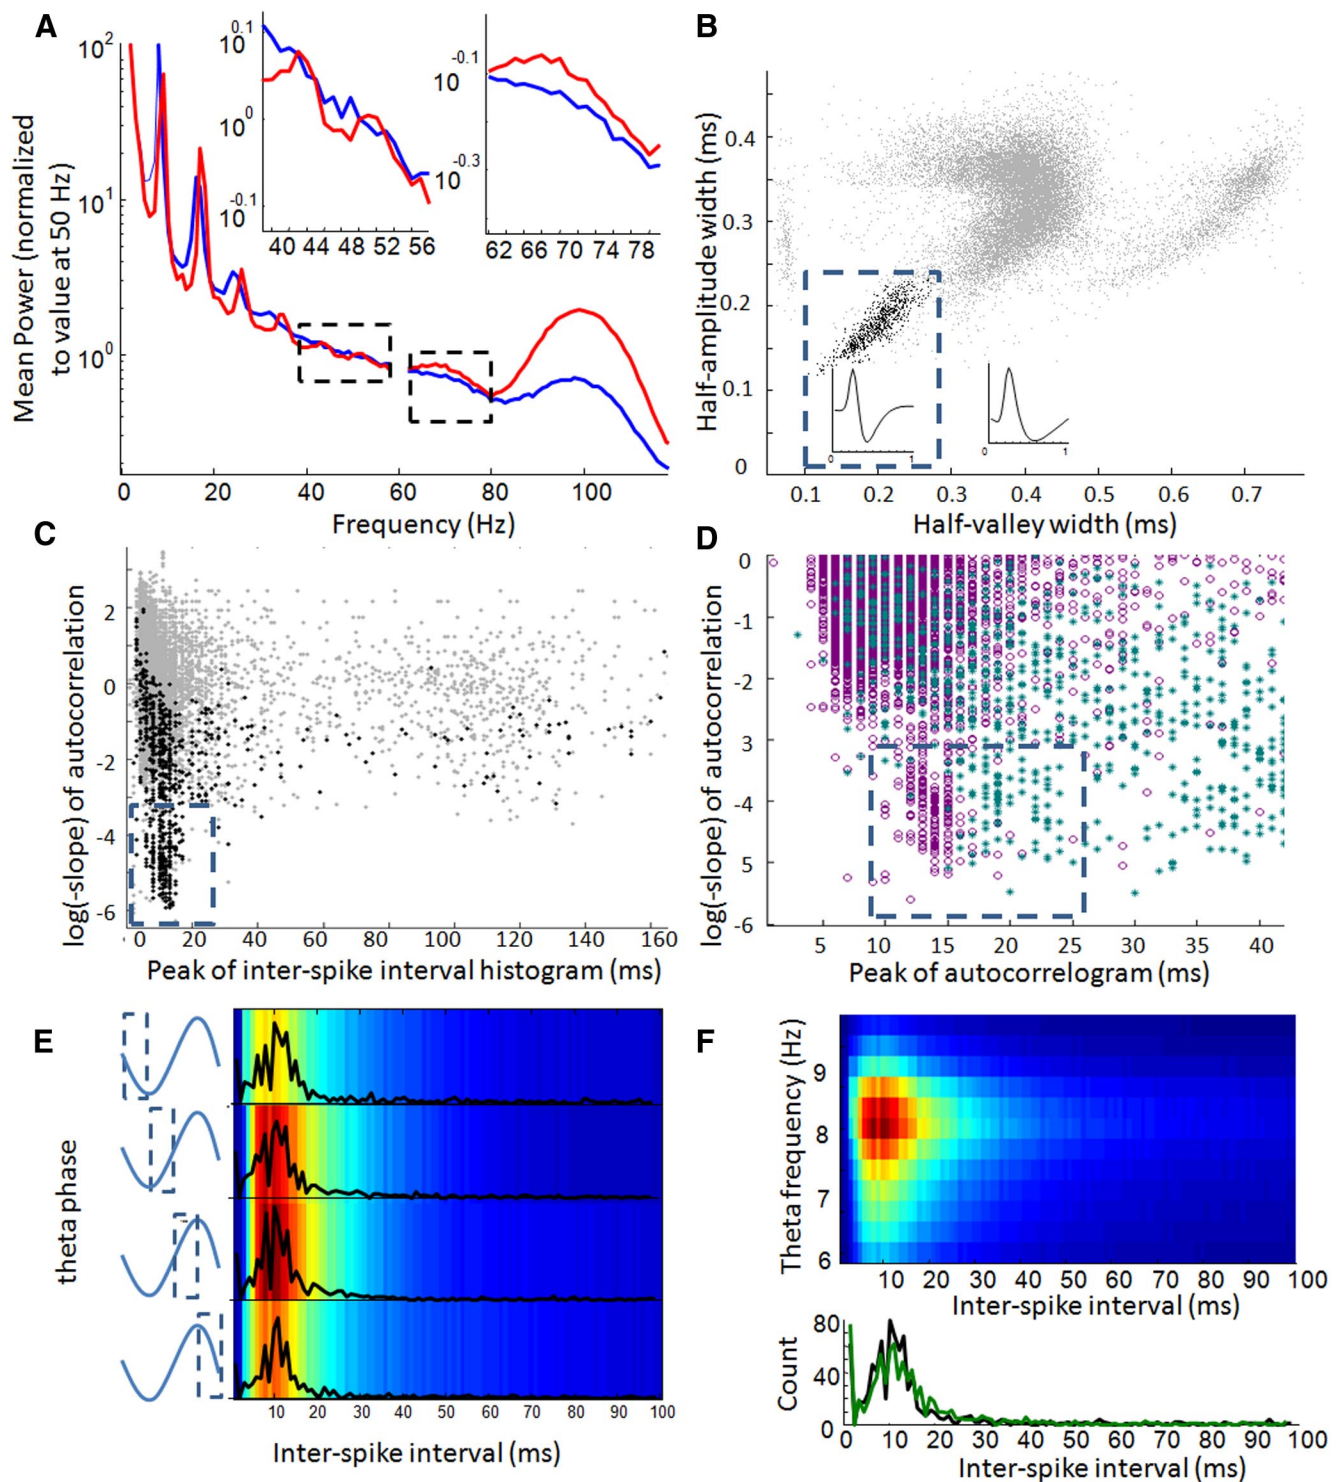 A
Mean Power (normalized
to value at 50 Hz)
10^2
10^1
10^0
0 20 40 60 80 100
Frequency (Hz)
10^0.1
10^0
10^-0.1
40 44 48 52 56
10^-0.1
10^-0.3
62 66 70 74 78
B
Half-amplitude width (ms)
0.4
0.3
0.2
0.1
0
0 1
0 1
0.1 0.2 0.3 0.4 0.5 0.6 0.7
Half-valley width (ms)
C
log(-slope) of autocorrelation
2
0
-2
-4
-6
0 20 40 60 80 100 120 140 160
Peak of inter-spike interval histogram (ms)
D
log(-slope) of autocorrelation
0
-1
-2
3
-4
5
-6
5 10 15 20 25 30 35 40
Peak of autocorrelogram (ms)
E
theta phase
10 20 30 40 50 60 70 80 90 100
Inter-spike interval (ms)
F
Theta frequency (Hz)
9
8
7
6
10 20 30 40 50 60 70 80 90 100
Inter-spike interval (ms)
Count
80
40
0
0 10 20 30 40 50 60 70 80 90 100
Inter-spike interval (ms)